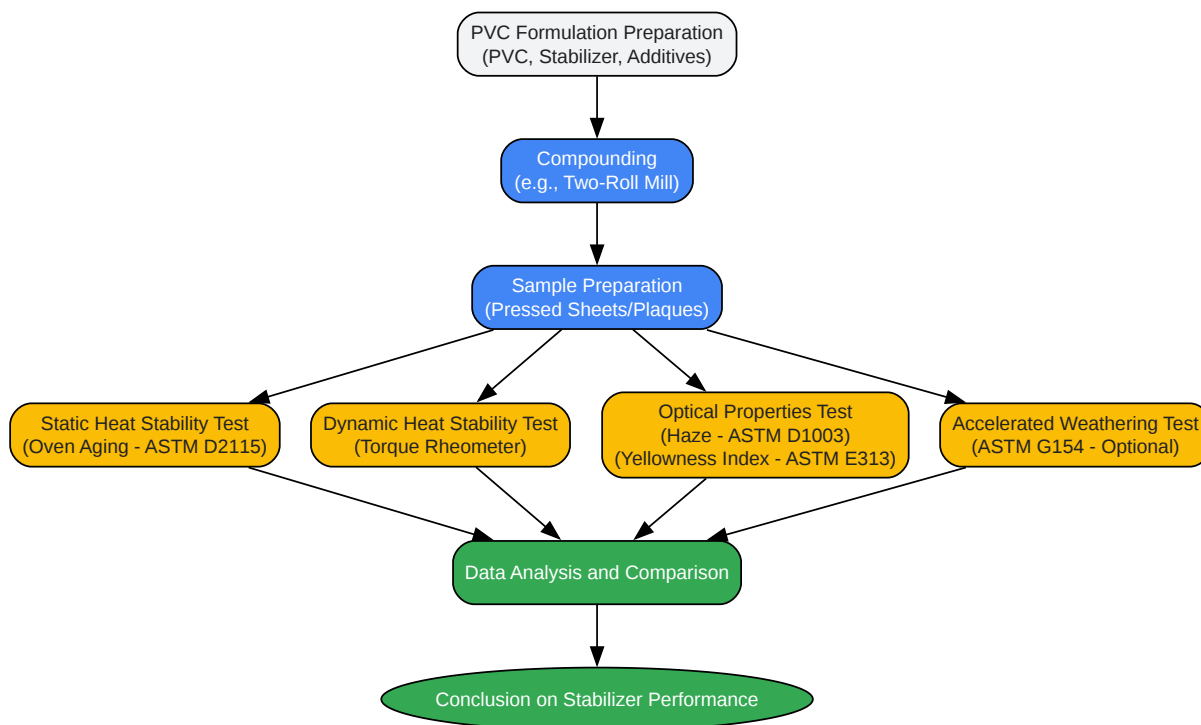 PVC Formulation Preparation
(PVC, Stabilizer, Additives)
Compounding
(e.g., Two-Roll Mill)
Sample Preparation
(Pressed Sheets/Plaques)
Static Heat Stability Test
(Oven Aging - ASTM D2115)
Dynamic Heat Stability Test
(Torque Rheometer)
Optical Properties Test
(Haze - ASTM D1003)
(Yellowness Index - ASTM E313)
Accelerated Weathering Test
(ASTM G154 - Optional)
Data Analysis and Comparison
Conclusion on Stabilizer Performance